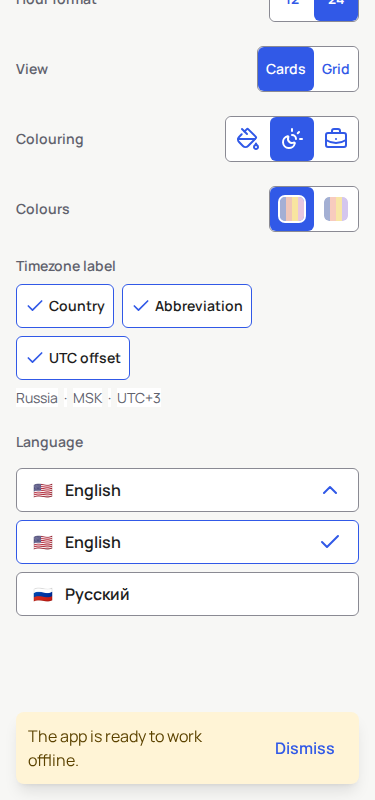 Hour format 12 24
View Cards Grid
Colouring
Colours
Timezone label
Country Abbreviation
UTC offset
Russia · MSK · UTC+3
Language
English
English
Русский
The app is ready to work
offline.
Dismiss